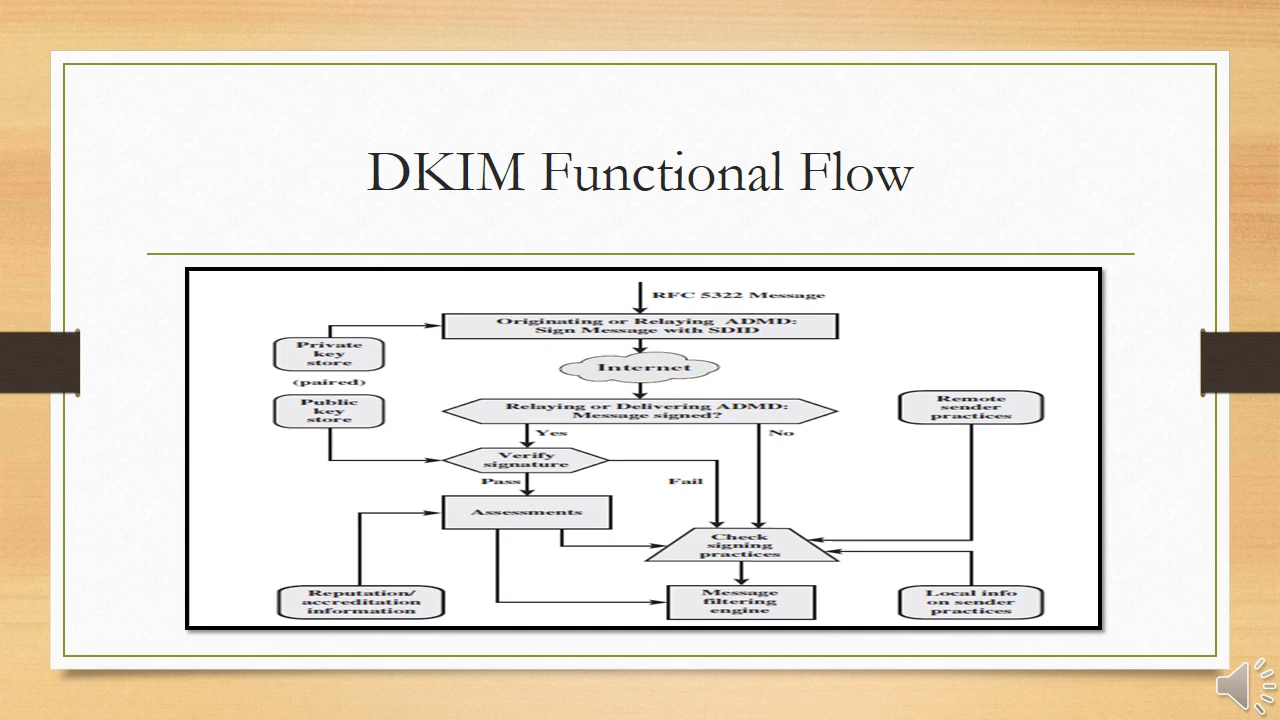 DKIM Functional Flow
RFC 5322 Message
Originating or Relaying ADMD:
Sign Message with SDID
Private
key
store
Internet
(paired)
Public
key
store
Relaying or Delivering ADMD:
Message signed?
Remote
sender
practices
Yes
No
Verify
signature
Pass
Fail
Assessments
Check
signing
practices
Reputation/
accreditation
information
Message
filtering
engine
Local info
on sender
practices